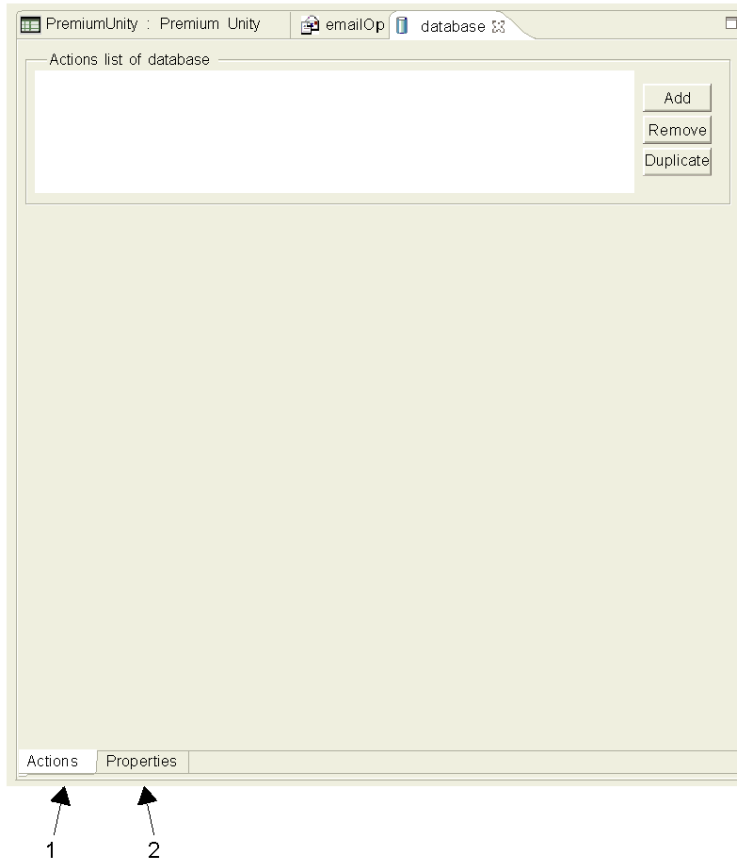 PremiumUnity : Premium Unity emailOp database
Actions list of database
Add
Remove
Duplicate
Actions Properties
1 2